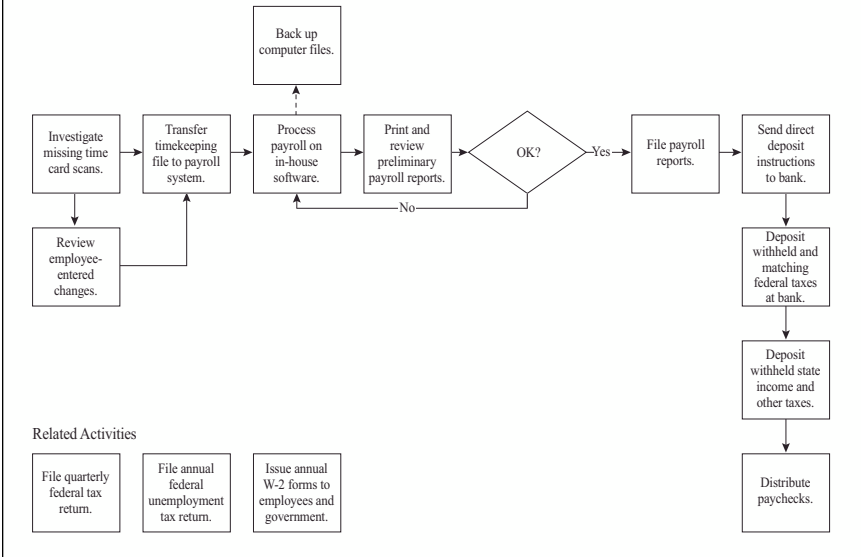 Back up
computer files.
Investigate
missing time
card scans.
Transfer
timekeeping
file to payroll
system.
Process
payroll on
in-house
software.
Print and
review
preliminary
payroll reports.
OK?
Yes
No
File payroll
reports.
Send direct
deposit
instructions
to bank.
Review
employee-
entered
changes.
Deposit
withheld and
matching
federal taxes
at bank.
Deposit
withheld state
income and
other taxes.
Distribute
paychecks.
Related Activities
File quarterly
federal tax
return.
File annual
federal
unemployment
tax return.
Issue annual
W-2 forms to
employees and
government.